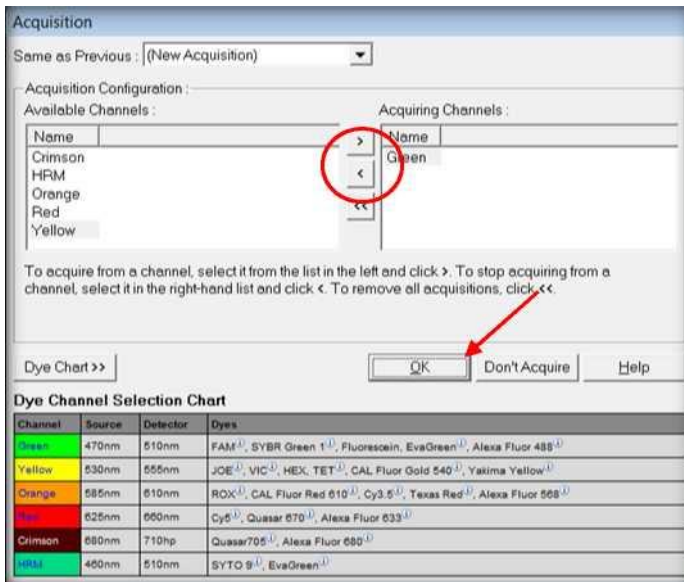 Acquisition
Same as Previous : (New Acquisition)
Acquisition Configuration :
Available Channels :
Acquiring Channels :
Name
Crimson
HRM
Orange
Red
Yellow
>
<
<<
Name
Green
To acquire from a channel, select it from the list in the left and click >. To stop acquiring from a
channel, select it in the right-hand list and click <. To remove all acquisitions, click <<.
Dye Chart >>
OK
Don't Acquire
Help
Dye Channel Selection Chart
Channel Source Detector Dyes
Green 470nm 510nm FAM, SYBR Green 1, Fluorescein, EvaGreen, Alexa Fluor 488
Yellow 530nm 555nm JOE, VIC, HEX, TET, CAL Fluor Gold 540, Yakima Yellow
Orange 585nm 610nm ROX, CAL Fluor Red 610, Cy3.5, Texas Red, Alexa Fluor 568
Red 625nm 660nm Cy5, Quasar 670, Alexa Fluor 633
Crimson 680nm 710hp Quasar705, Alexa Fluor 680
HRM 460nm 510nm SYTO 9, EvaGreen